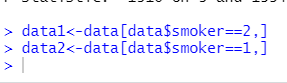 > data1<-data[data$smoker==2,]
> data2<-data[data$smoker==1,]
>